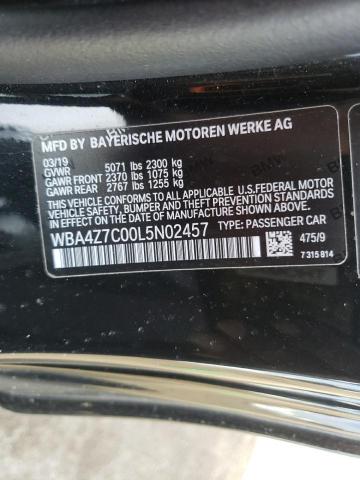 MFD BY BAYERISCHE MOTOREN WERKE AG
03/19
GVWR 5071 lbs 2300 kg
GAWR FRONT 2370 lbs 1075 kg
GAWR REAR 2767 lbs 1255 kg
THIS VEHICLE CONFORMS TO ALL APPLICABLE U.S. FEDERAL MOTOR
VEHICLE SAFETY, BUMPER, AND THEFT PREVENTION STANDARDS
IN EFFECT ON THE DATE OF MANUFACTURE SHOWN ABOVE.
WBA4Z7C00L5N02457 TYPE: PASSENGER CAR
475/9
7 315 814